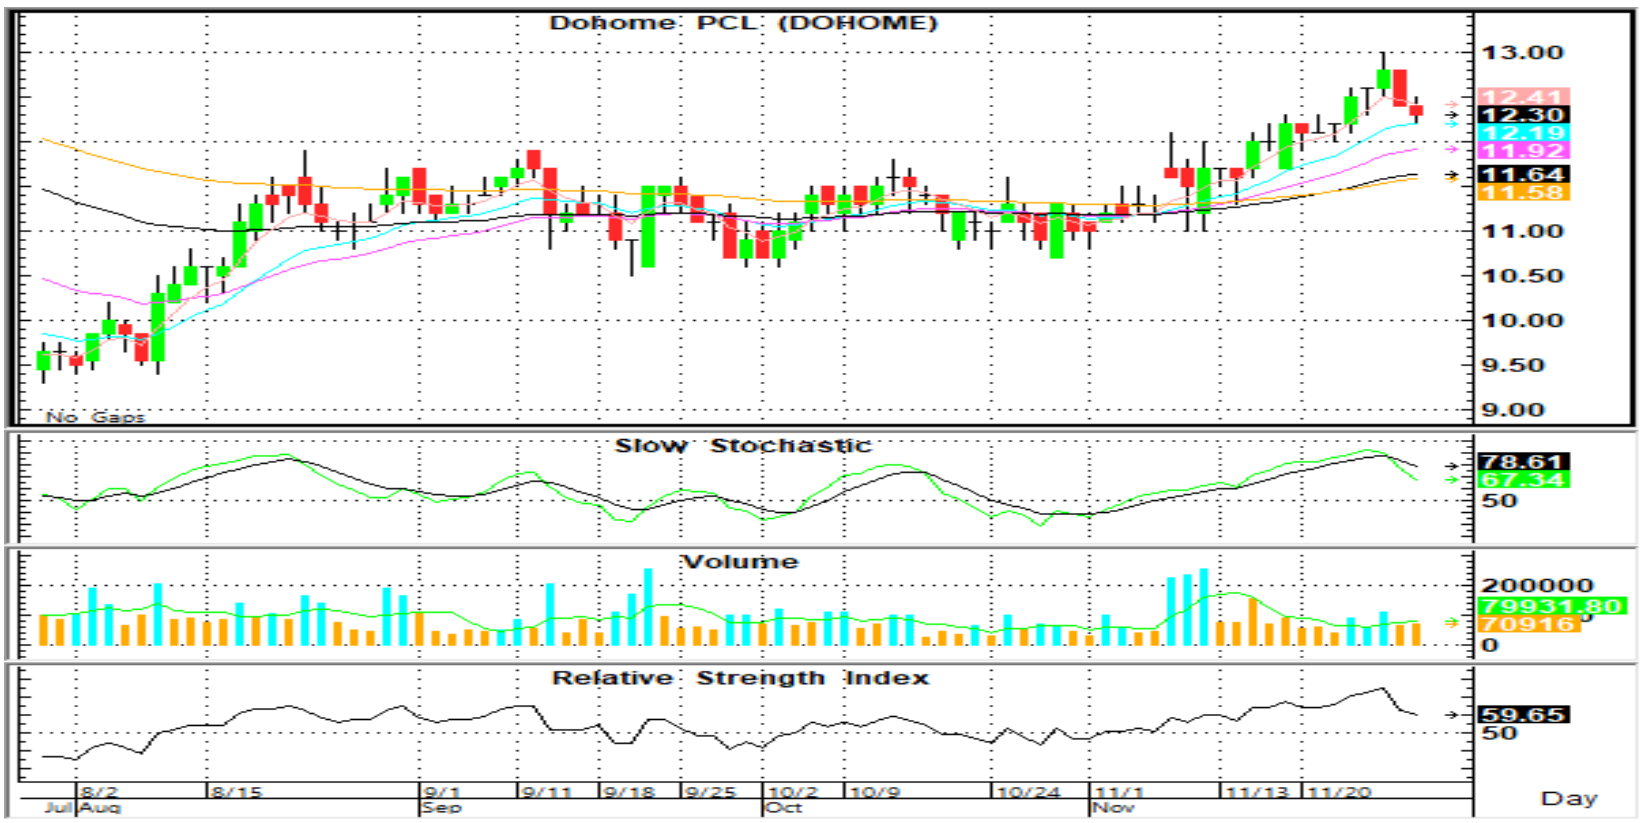 Dohome PCL (DOHOME)
13.00
12.41
12.30
12.19
11.92
11.64
11.58
11.00
10.50
10.00
9.50
9.00
No Gaps
Slow Stochastic
78.61
67.34
50
Volume
200000
79931.80
70916
0
Relative Strength Index
59.65
50
8/2 8/15 9/1 9/11 9/18 9/25 10/2 10/9 10/24 11/1 11/13 11/20
Jul Aug Sep Oct Nov
Day